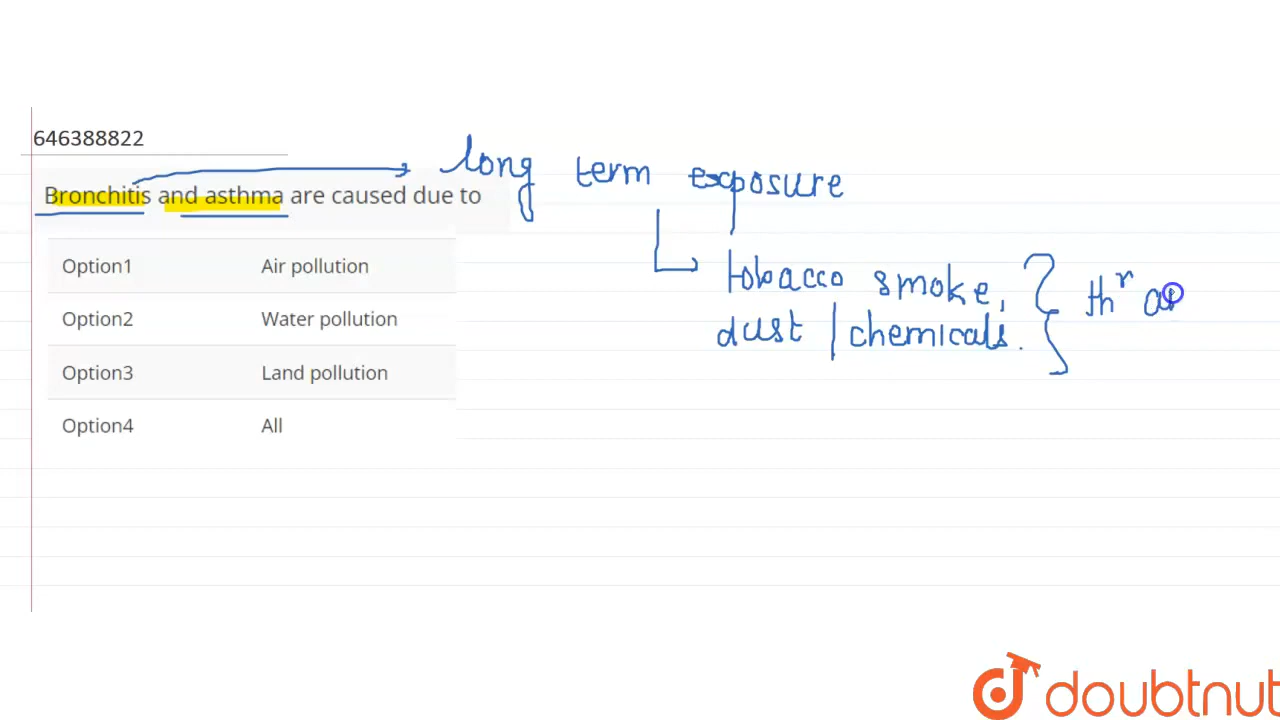 646388822
Bronchitis and asthma are caused due to
long term exposure
tobacco smoke,
dust / chemicals.
th^r
Option1 Air pollution
Option2 Water pollution
Option3 Land pollution
Option4 All
doubtnut